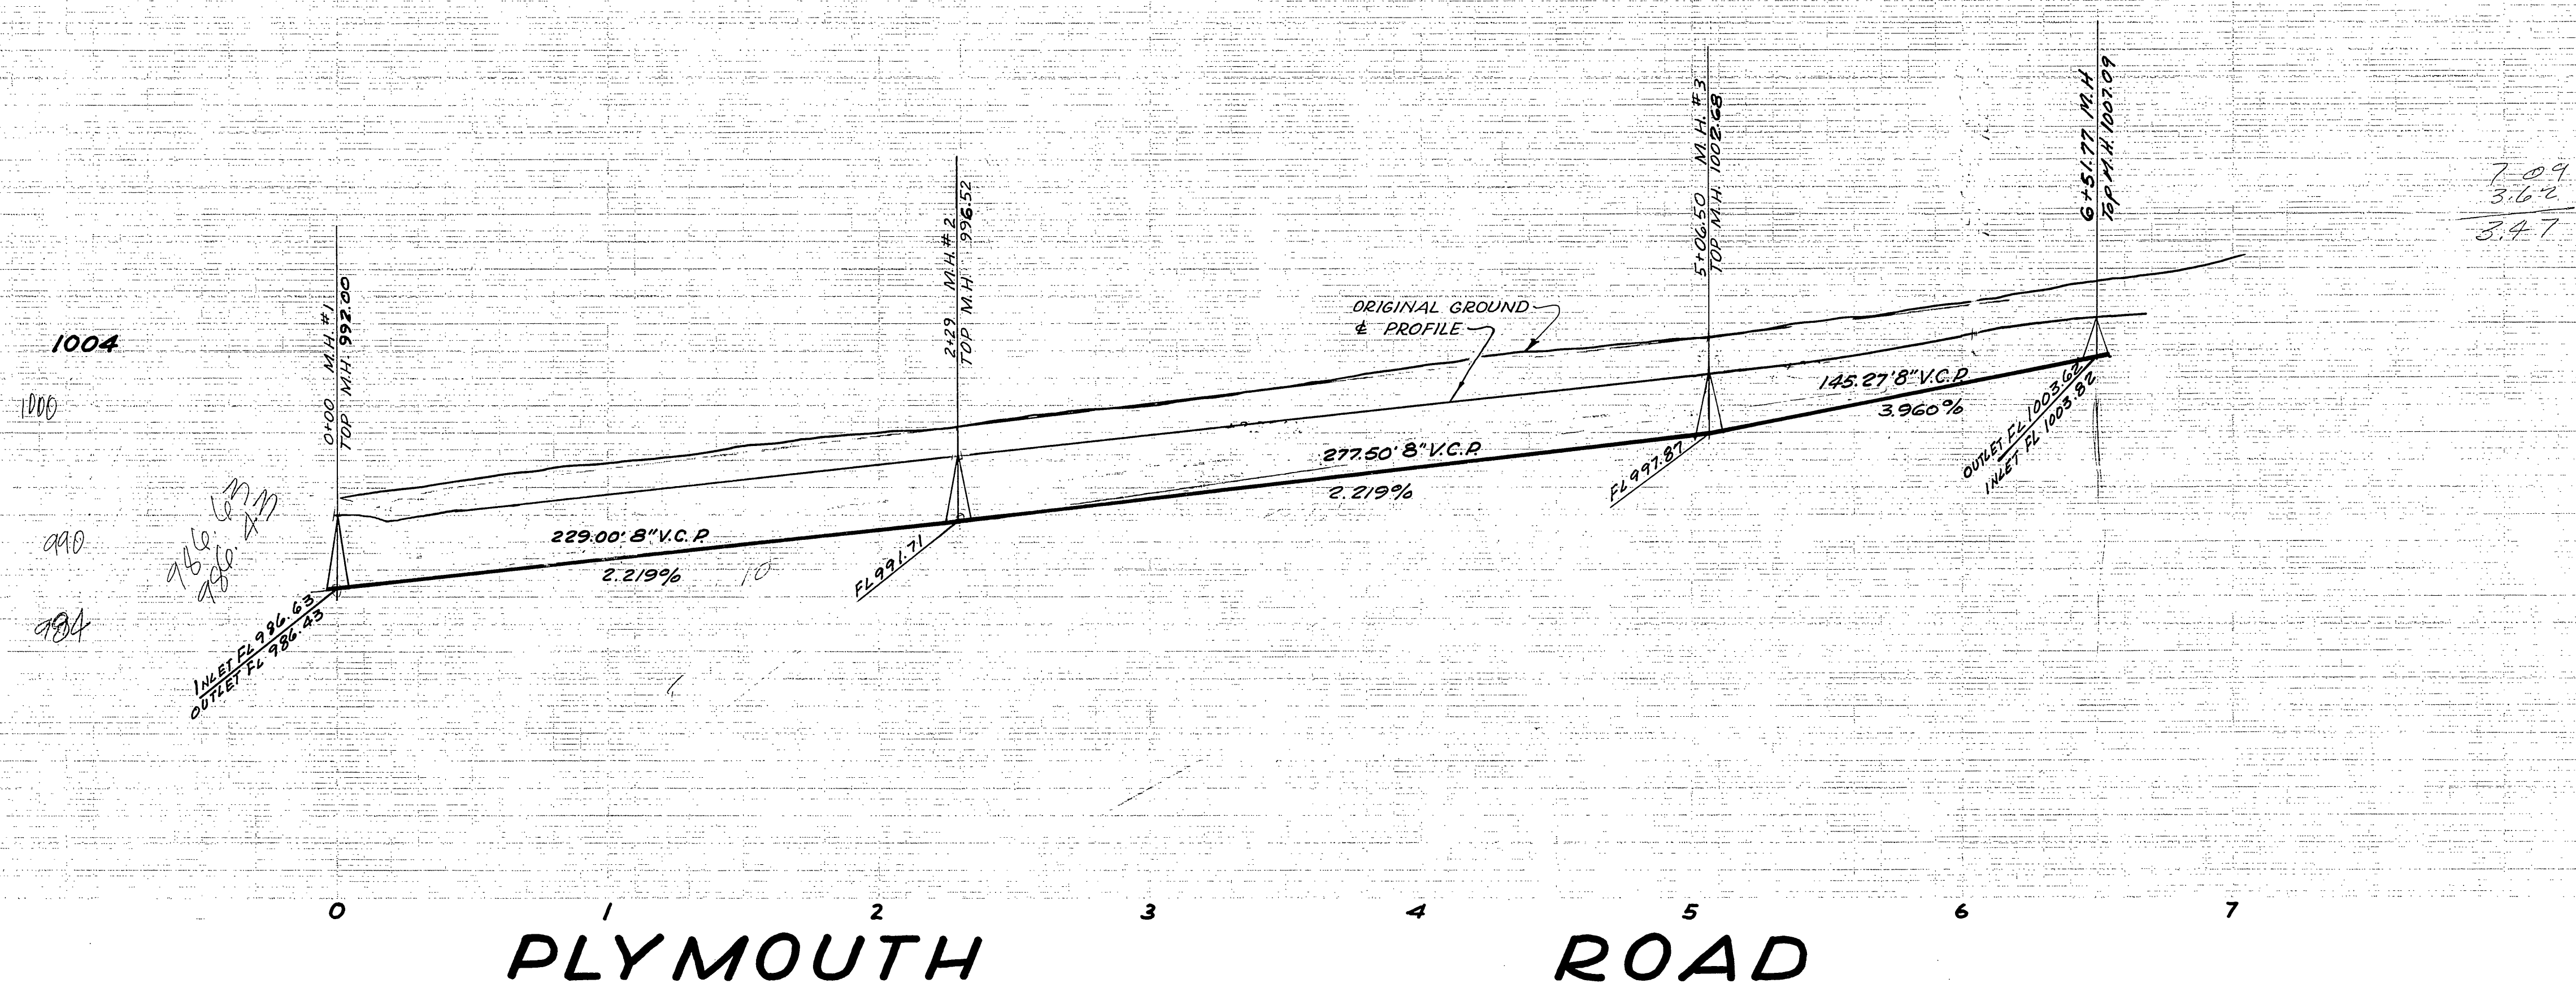 6+51.77 M.H
TOP M.H. 1007.09
5+06.50 M.H. #3
TOP M.H. 1002.68
7.09
3.62
3.47
2+29 M.H. #2
TOP M.H. 996.52
0+00 M.H. #1
TOP M.H. 992.00
ORIGINAL GROUND
℄ PROFILE
1004
1000
990
984
986.63
986.43
145.27' 8" V.C.P.
3.960%
OUTLET FL 1003.62
INLET FL 1003.82
277.50' 8" V.C.P.
2.219%
FL 997.87
229.00' 8" V.C.P.
2.219%
10
FL 991.71
INLET FL 986.63
OUTLET FL 986.43
0 1 2 3 4 5 6 7
PLYMOUTH ROAD